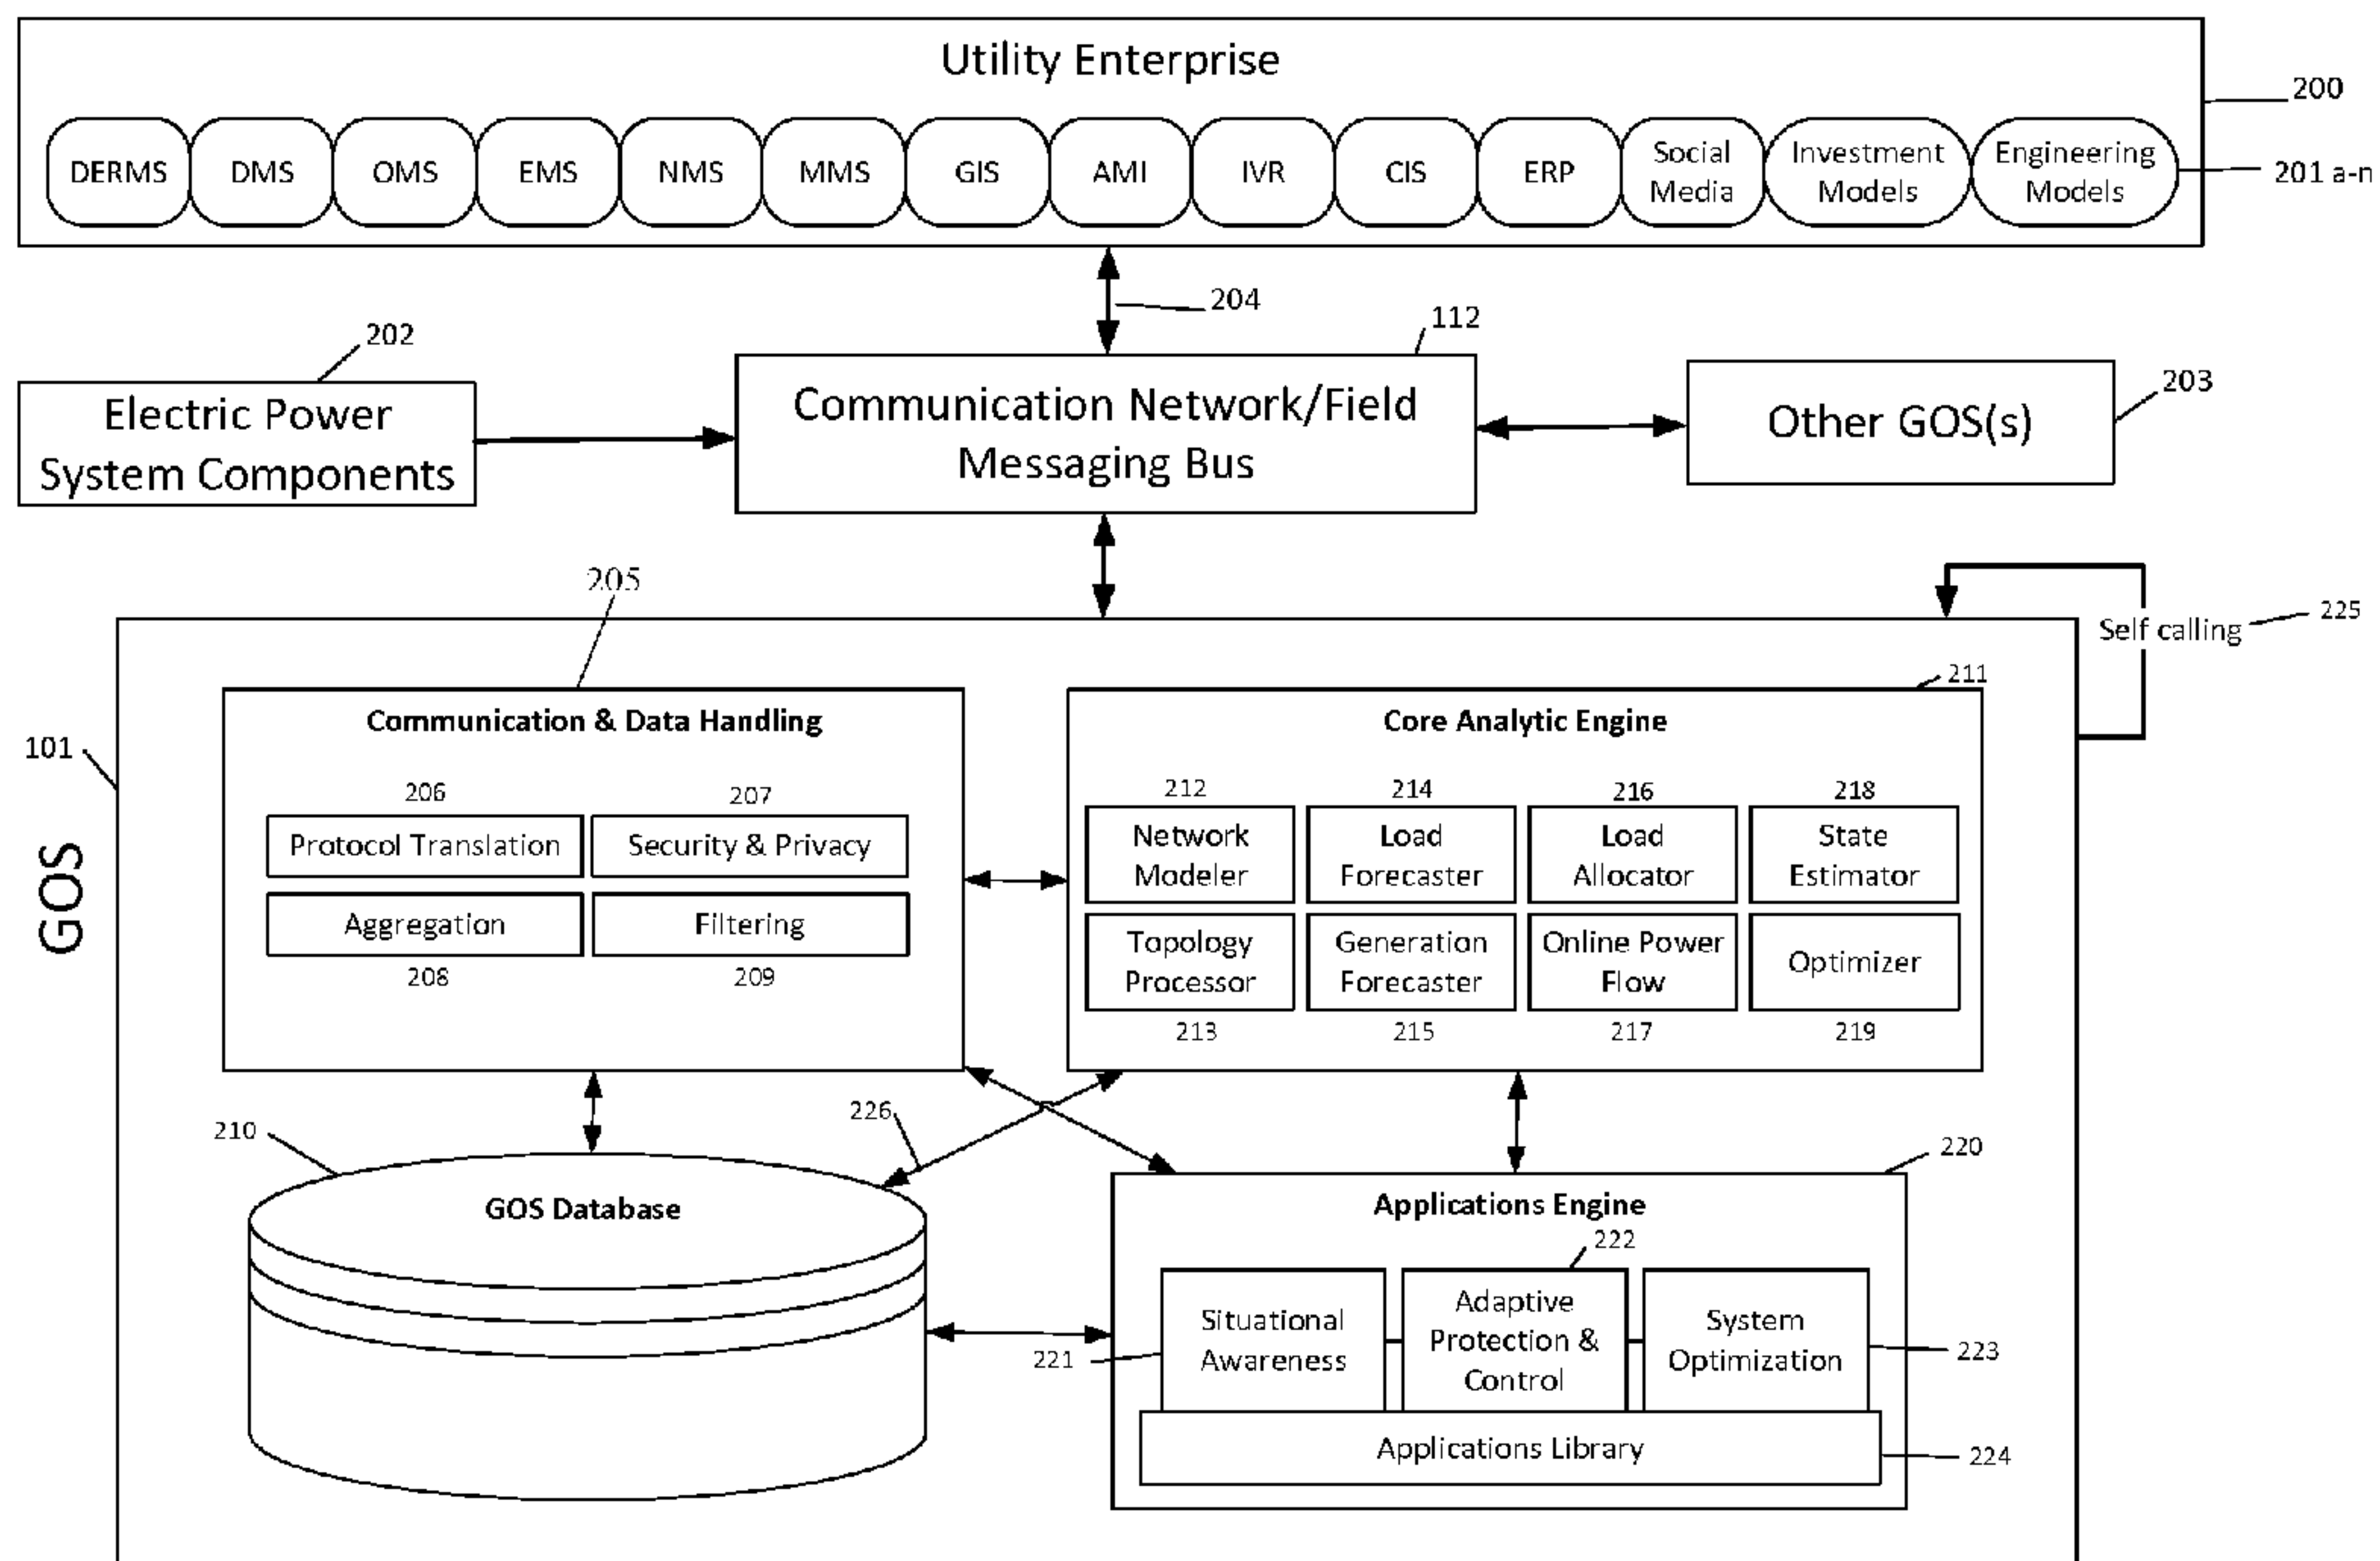 Utility Enterprise
200
DERMS
DMS
OMS
EMS
NMS
MMS
GIS
AMI
IVR
CIS
ERP
Social
Media
Investment
Models
Engineering
Models
201 a-n
204
202
112
203
Electric Power
System Components
Communication Network/Field
Messaging Bus
Other GOS(s)
205
Self calling
225
211
101
GOS
Communication & Data Handling
206
207
Protocol Translation
Security & Privacy
Aggregation
Filtering
208
209
Core Analytic Engine
212
214
216
218
Network
Modeler
Load
Forecaster
Load
Allocator
State
Estimator
Topology
Processor
Generation
Forecaster
Online Power
Flow
Optimizer
213
215
217
219
226
210
220
GOS Database
Applications Engine
222
Situational
Awareness
Adaptive
Protection &
Control
System
Optimization
221
223
Applications Library
224